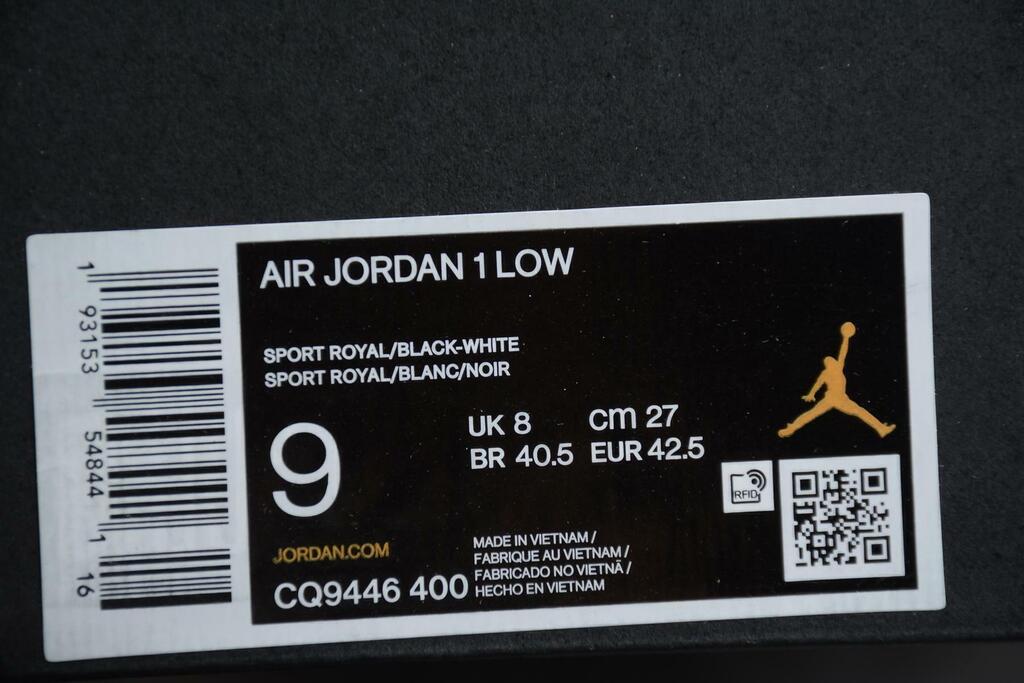 AIR JORDAN 1 LOW
SPORT ROYAL/BLACK-WHITE
SPORT ROYAL/BLANC/NOIR
9
UK 8 cm 27
BR 40.5 EUR 42.5
RFID
JORDAN.COM
CQ9446 400
MADE IN VIETNAM /
FABRIQUE AU VIETNAM /
FABRICADO NO VIETNÃ /
HECHO EN VIETNAM
1 93153 54844 1 16